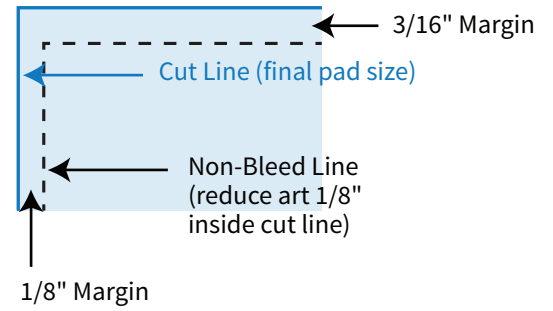 3/16" Margin
Cut Line (final pad size)
Non-Bleed Line
(reduce art 1/8"
inside cut line)
1/8" Margin